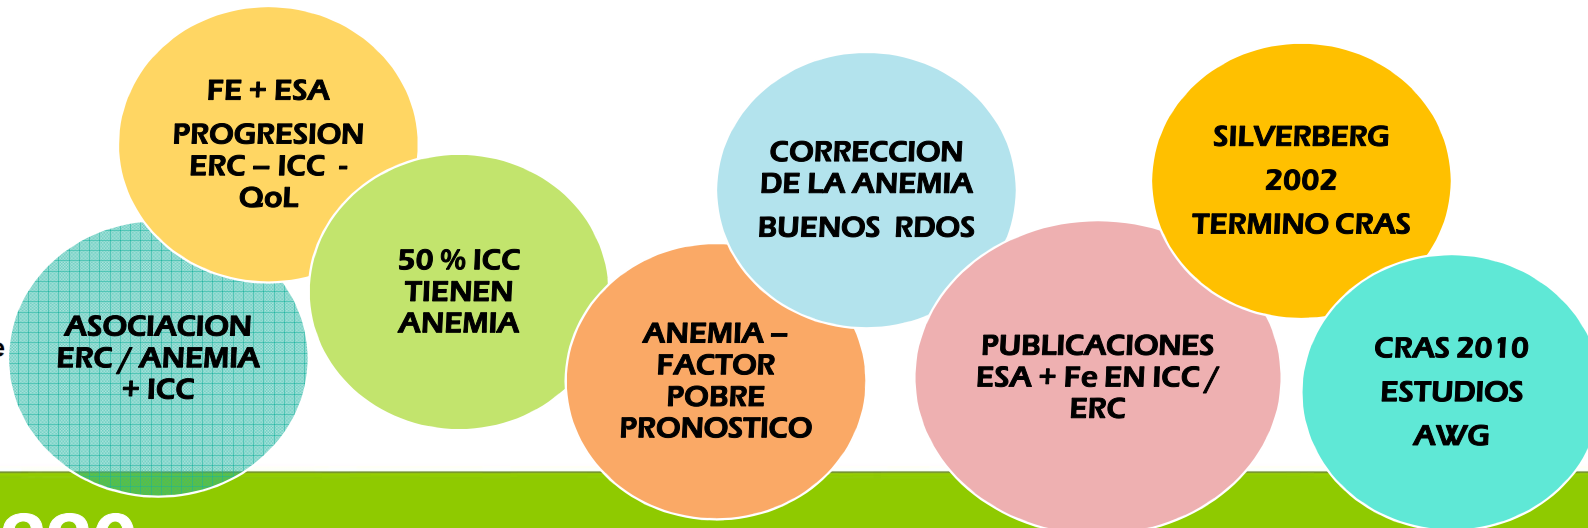 FE + ESA
PROGRESION
ERC – ICC -
QoL
ASOCIACION
ERC / ANEMIA
+ ICC
50 % ICC
TIENEN
ANEMIA
ANEMIA –
FACTOR
POBRE
PRONOSTICO
CORRECCION
DE LA ANEMIA
BUENOS RDOS
PUBLICACIONES
ESA + Fe EN ICC /
ERC
SILVERBERG
2002
TERMINO CRAS
CRAS 2010
ESTUDIOS
AWG